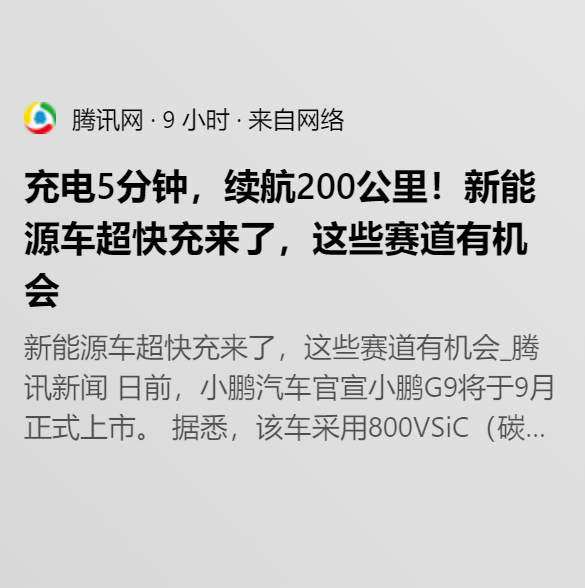 腾讯网 · 9 小时 · 来自网络
充电5分钟，续航200公里！新能
源车超快充来了，这些赛道有机
会
新能源车超快充来了，这些赛道有机会_腾
讯新闻 日前，小鹏汽车官宣小鹏G9将于9月
正式上市。 据悉，该车采用800VSiC（碳...